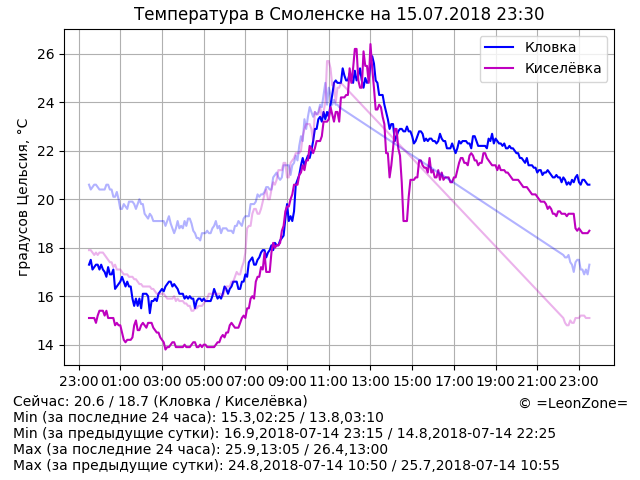 Температура в Смоленске на 15.07.2018 23:30
Кловка
Киселёвка
градусов Цельсия, °C
26
24
22
20
18
16
14
23:00 01:00 03:00 05:00 07:00 09:00 11:00 13:00 15:00 17:00 19:00 21:00 23:00
Сейчас: 20.6 / 18.7 (Кловка / Киселёвка)
© =LeonZone=
Min (за последние 24 часа): 15.3,02:25 / 13.8,03:10
Min (за предыдущие сутки): 16.9,2018-07-14 23:15 / 14.8,2018-07-14 22:25
Max (за последние 24 часа): 25.9,13:05 / 26.4,13:00
Max (за предыдущие сутки): 24.8,2018-07-14 10:50 / 25.7,2018-07-14 10:55